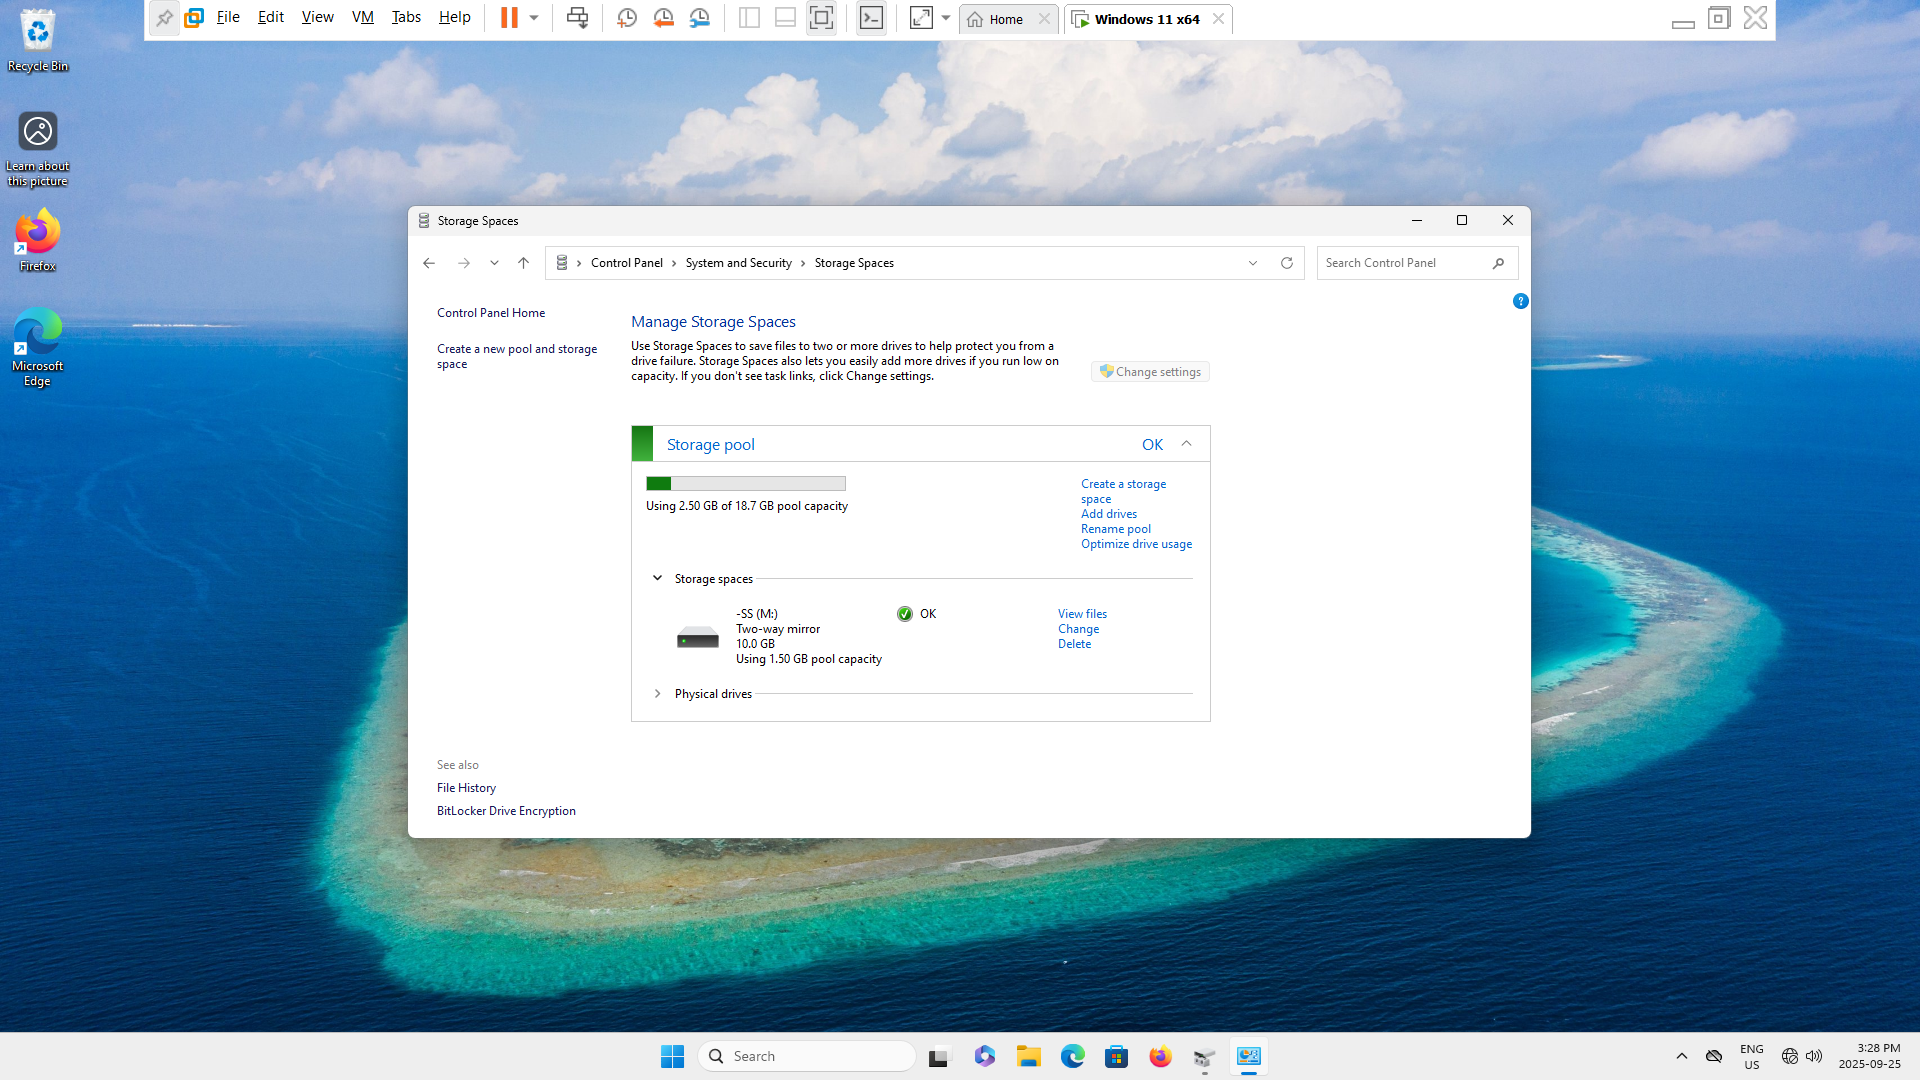 File Edit View VM Tabs Help
Home
Windows 11 x64
Recycle Bin
Learn about
this picture
Firefox
Microsoft
Edge
Storage Spaces
Control Panel
System and Security
Storage Spaces
Search Control Panel
?
Control Panel Home
Create a new pool and storage
space
Manage Storage Spaces
Use Storage Spaces to save files to two or more drives to help protect you from a
drive failure. Storage Spaces also lets you easily add more drives if you run low on
capacity. If you don't see task links, click Change settings.
Change settings
Storage pool
OK
Using 2.50 GB of 18.7 GB pool capacity
Create a storage
space
Add drives
Rename pool
Optimize drive usage
Storage spaces
-SS (M:)
Two-way mirror
10.0 GB
Using 1.50 GB pool capacity
OK
View files
Change
Delete
Physical drives
See also
File History
BitLocker Drive Encryption
Search
ENG
US
3:28 PM
2025-09-25